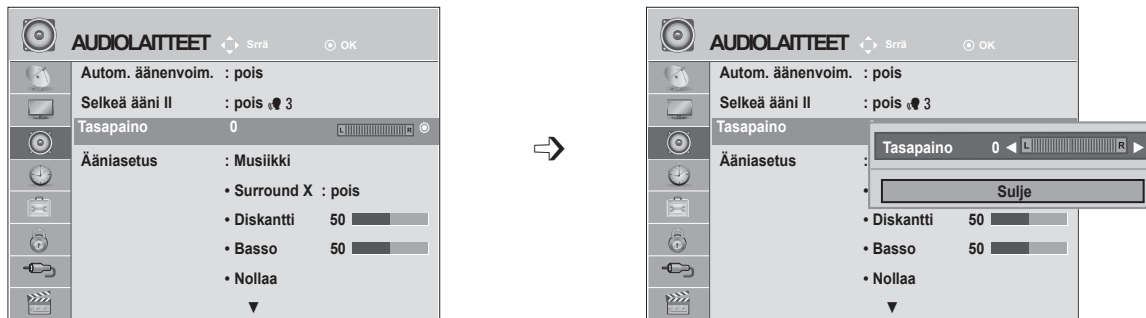 AUDIOLAITTEET Srrä OK
Autom. äänenvoim. : pois
Selkeä ääni II : pois 3
Tasapaino 0 L R
Ääniasetus : Musiikki
• Surround X : pois
• Diskantti 50
• Basso 50
• Nollaa
▼
AUDIOLAITTEET Srrä OK
Autom. äänenvoim. : pois
Selkeä ääni II : pois 3
Tasapaino
Tasapaino 0 ◀ L R ▶
Ääniasetus :
Sulje
•
• Diskantti 50
• Basso 50
• Nollaa
▼